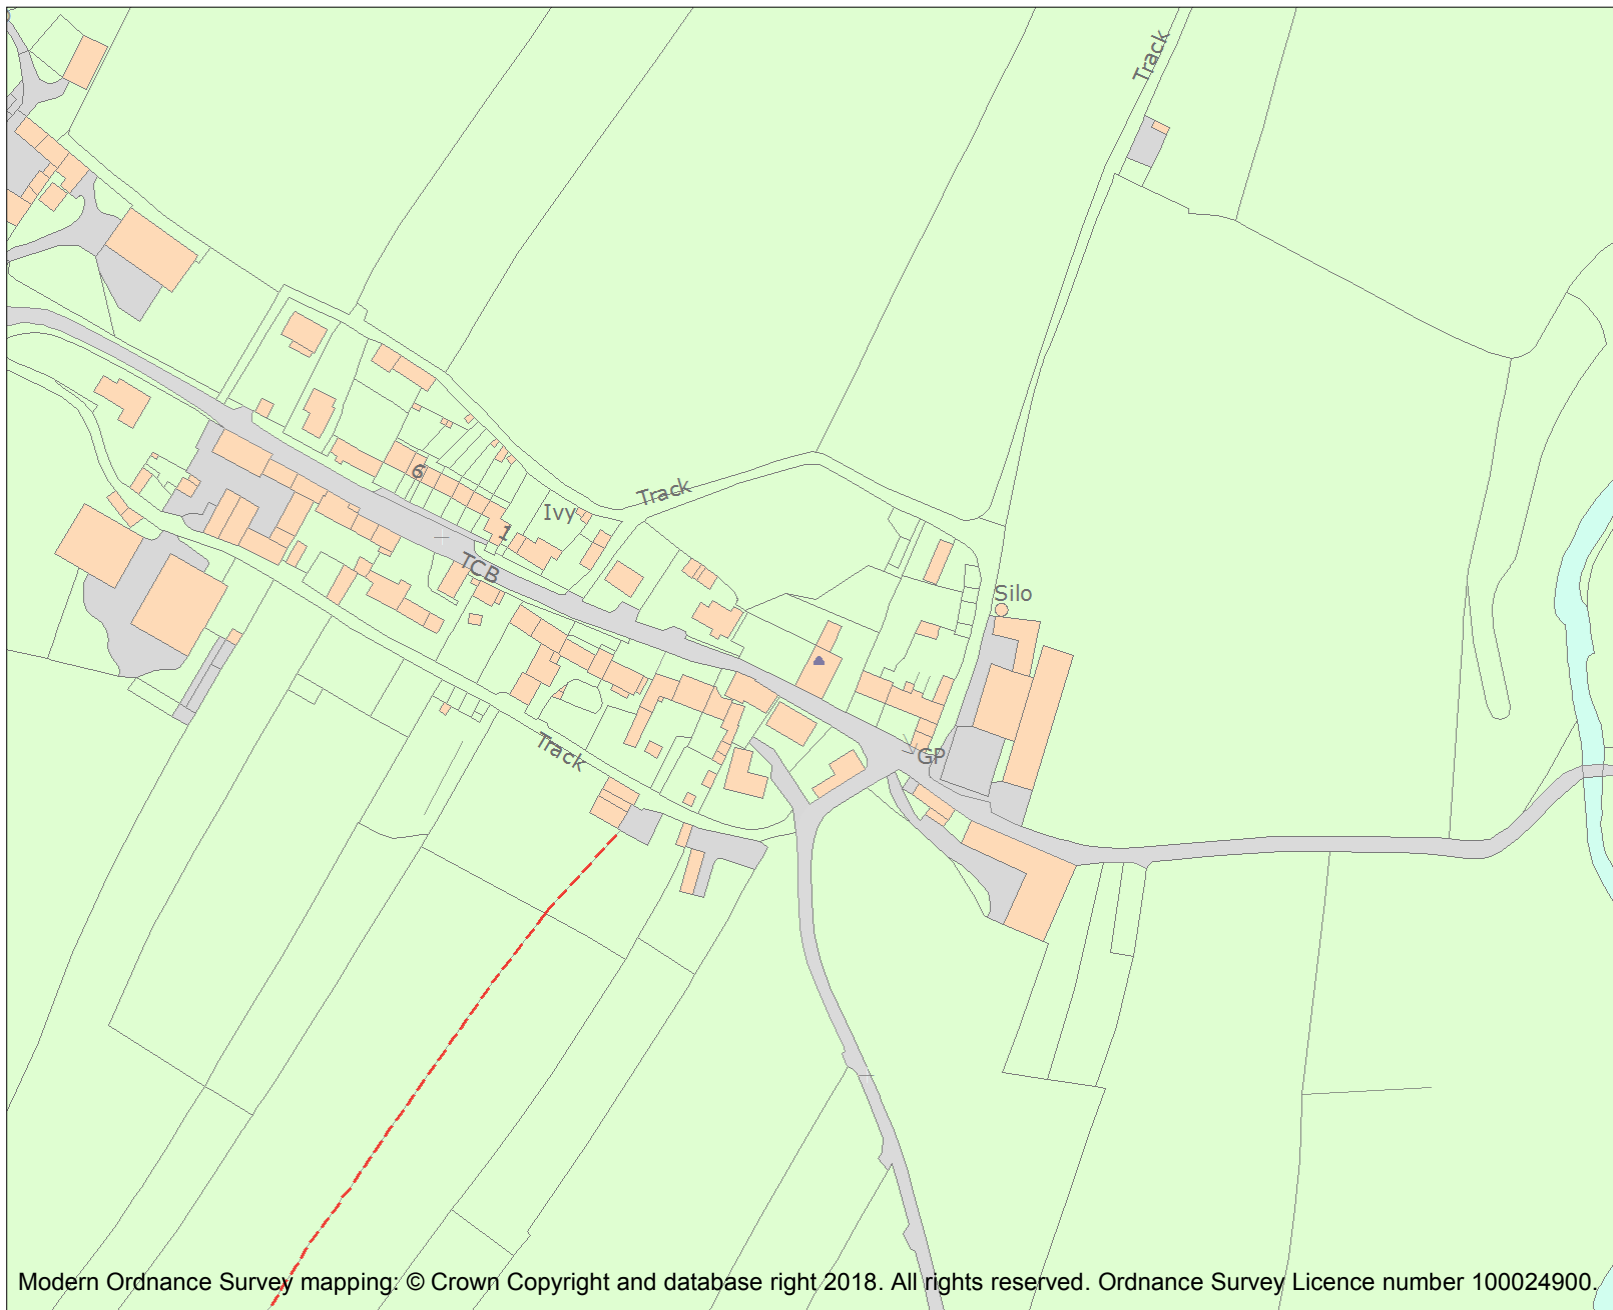 Track
6
Ivy
Track
1
TCB
Silo
Track
GP
Modern Ordnance Survey mapping: © Crown Copyright and database right 2018. All rights reserved. Ordnance Survey Licence number 100024900.